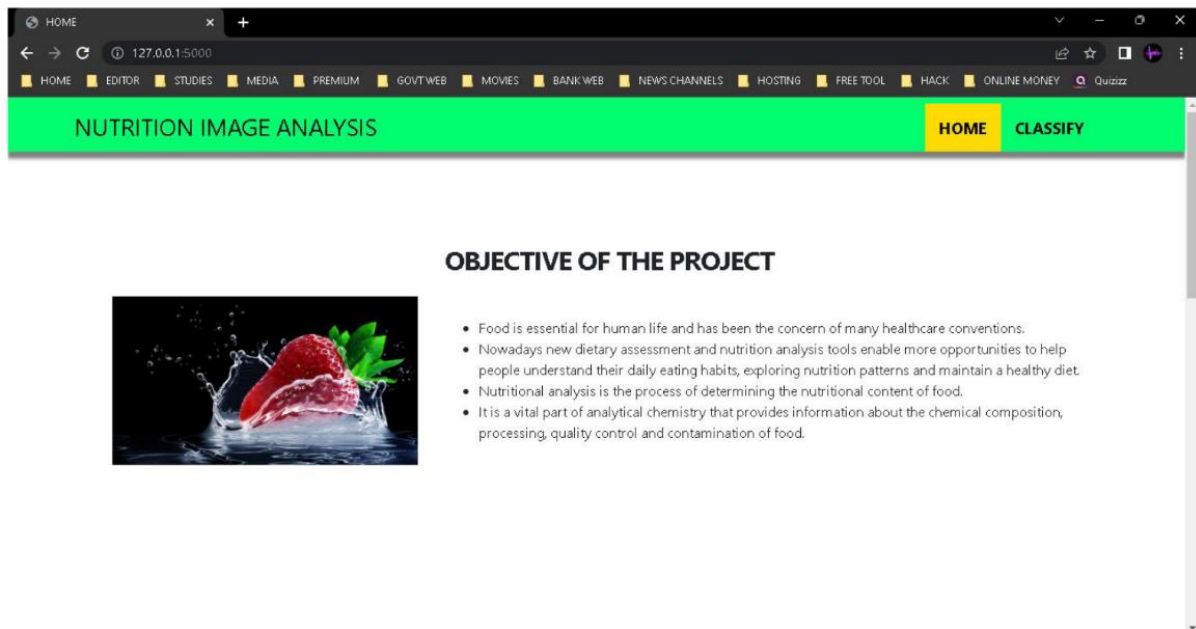 HOME
127.0.0.1:5000
HOME EDITOR STUDIES MEDIA PREMIUM GOVT WEB MOVIES BANK WEB NEWS CHANNELS HOSTING FREE TOOL HACK ONLINE MONEY Quizizz
NUTRITION IMAGE ANALYSIS HOME CLASSIFY
OBJECTIVE OF THE PROJECT
• Food is essential for human life and has been the concern of many healthcare conventions.
• Nowadays new dietary assessment and nutrition analysis tools enable more opportunities to help
people understand their daily eating habits, exploring nutrition patterns and maintain a healthy diet.
• Nutritional analysis is the process of determining the nutritional content of food.
• It is a vital part of analytical chemistry that provides information about the chemical composition,
processing, quality control and contamination of food.